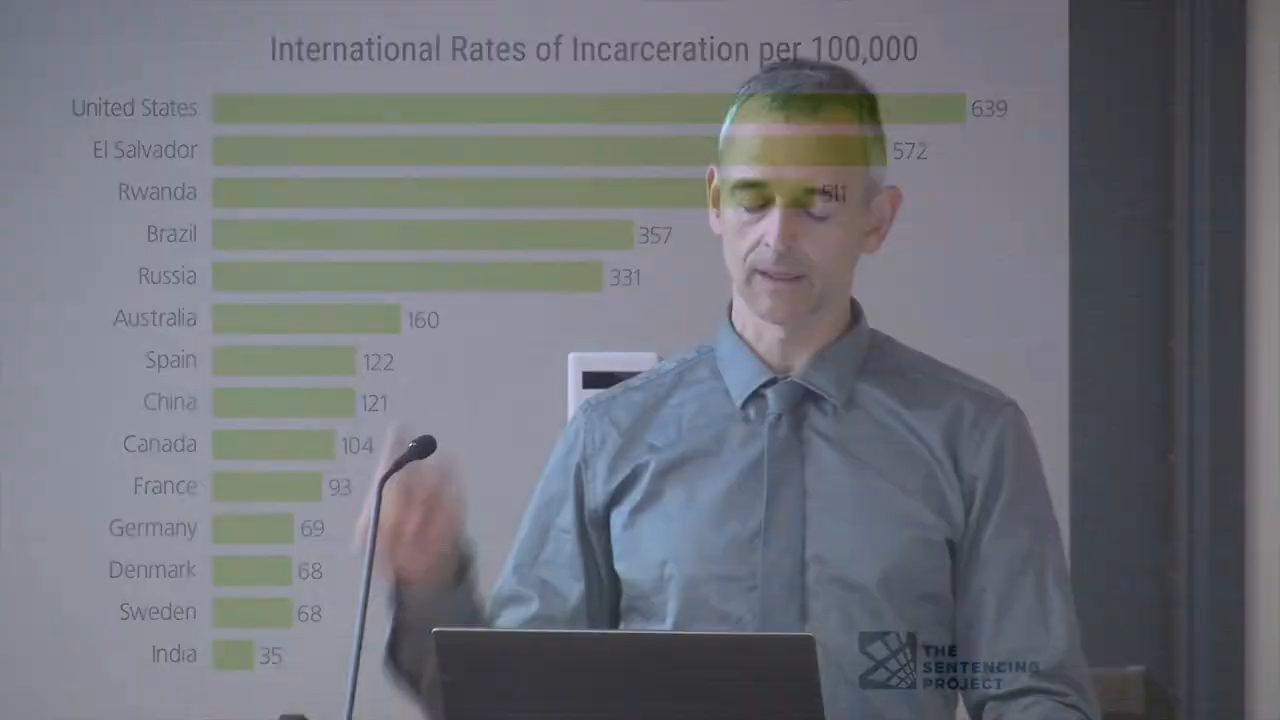 International Rates of Incarceration per 100,000
United States 639
El Salvador 572
Rwanda 511
Brazil 357
Russia 331
Australia 160
Spain 122
China 121
Canada 104
France 93
Germany 69
Denmark 68
Sweden 68
India 35
THE
SENTENCING
PROJECT